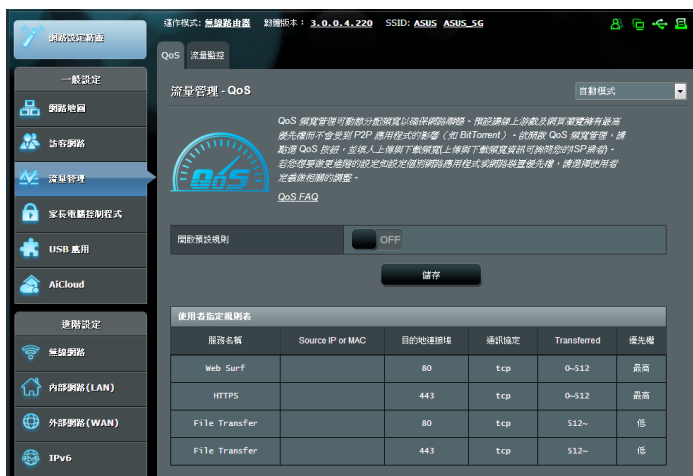 運作模式: 無線路由器 韌體版本: 3.0.0.4.220 SSID: ASUS ASUS_5G
網路設定精靈
QoS 流量監控
一般設定
網路地圖
訪客網路
流量管理
家長電腦控制程式
USB 應用
AiCloud
進階設定
無線網路
內部網路(LAN)
外部網路(WAN)
IPv6
流量管理 - QoS
自動模式
QoS 頻寬管理可動態分配頻寬以確保網路順暢。預設讓線上遊戲及網頁瀏覽擁有最高
優先權而不會受到 P2P 應用程式的影響（如 BitTorrent）。欲開啟 QoS 頻寬管理，請
點選 QoS 按鈕，並填入上傳與下載頻寬(上傳與下載頻寬資訊可詢問您的ISP業者)。
若您想要做更進階的設定如設定個別網路應用程式或網路裝置優先權，請選擇使用者
定義做相關的調整。
QoS
QoS FAQ
開啟預設規則 OFF
儲存
使用者指定規則表
服務名稱 Source IP or MAC 目的地連接埠 通訊協定 Transferred 優先權
Web Surf 80 tcp 0~512 最高
HTTPS 443 tcp 0~512 最高
File Transfer 80 tcp 512~ 低
File Transfer 443 tcp 512~ 低